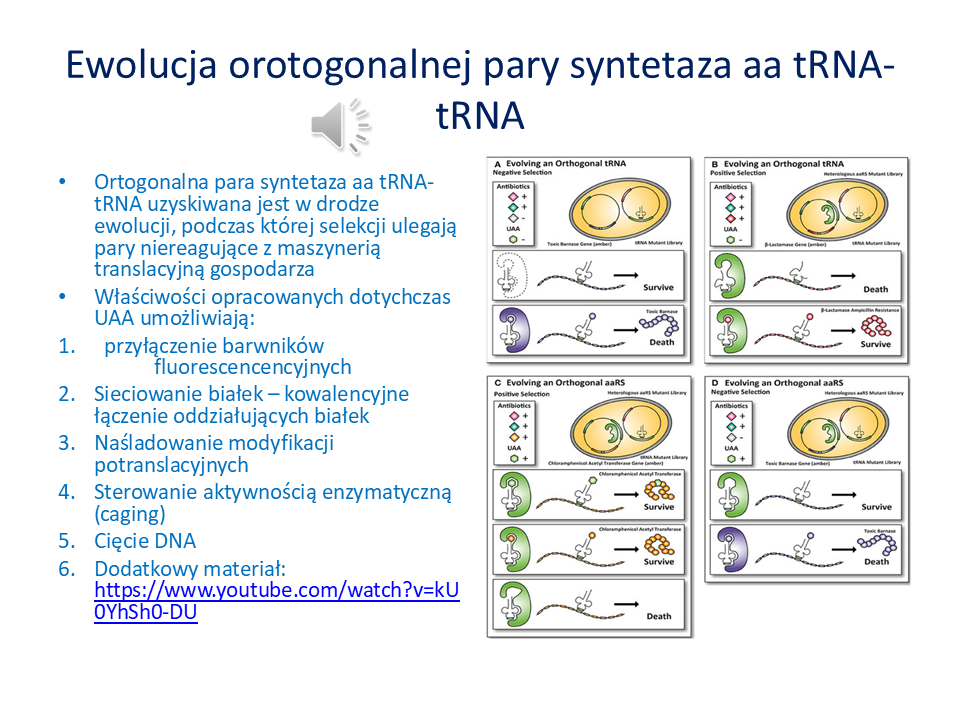 Ewolucja orotogonalnej pary syntetaza aa tRNA-
tRNA
• Ortogonalna para syntetaza aa tRNA-
tRNA uzyskiwana jest w drodze
ewolucji, podczas której selekcji ulegają
pary niereagujące z maszynerią
translacyjną gospodarza
• Właściwości opracowanych dotychczas
UAA umożliwiają:
1. przyłączenie barwników
fluorescencencyjnych
2. Sieciowanie białek – kowalencyjne
łączenie oddziałujących białek
3. Naśladowanie modyfikacji
potranslacyjnych
4. Sterowanie aktywnością enzymatyczną
(caging)
5. Cięcie DNA
6. Dodatkowy materiał:
https://www.youtube.com/watch?v=kU
0YhSh0-DU
A Evolving an Orthogonal tRNA
Negative Selection
Antibiotics
+
+
-
UAA
-
Toxic Barnase Gene (amber)
tRNA Mutant Library
Survive
Toxic Barnase
Death
B Evolving an Orthogonal tRNA
Positive Selection
Heterologous aaRS Mutant Library
Antibiotics
+
+
+
UAA
-
β-Lactamase Gene (amber)
tRNA Mutant Library
Death
β-Lactamase Ampicillin Resistance
Survive
C Evolving an Orthogonal aaRS
Positive Selection
Heterologous aaRS Mutant Library
Antibiotics
+
+
+
UAA
+
tRNA Mutant Library
Chloramphenicol Acetyl Transferase Gene (amber)
Chloramphenicol Acetyl Transferase
Survive
Chloramphenicol Acetyl Transferase
Survive
Death
D Evolving an Orthogonal aaRS
Negative Selection
Heterologous aaRS Mutant Library
Antibiotics
+
+
-
UAA
-
Toxic Barnase Gene (amber)
tRNA Mutant Library
Survive
Toxic Barnase
Death